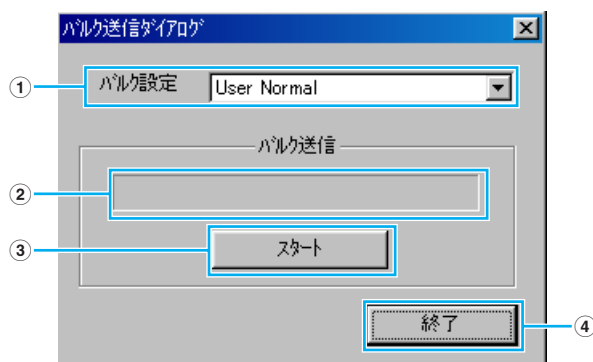 ﾊﾞﾙｸ送信ﾀﾞｲｱﾛｸﾞ
① ﾊﾞﾙｸ設定 User Normal
ﾊﾞﾙｸ送信
②
③ ｽﾀｰﾄ
終了 ④